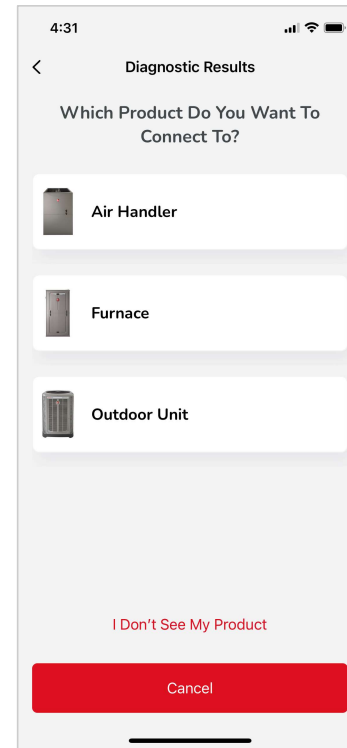 4:31
Diagnostic Results
Which Product Do You Want To
Connect To?
Air Handler
Furnace
Outdoor Unit
I Don't See My Product
Cancel